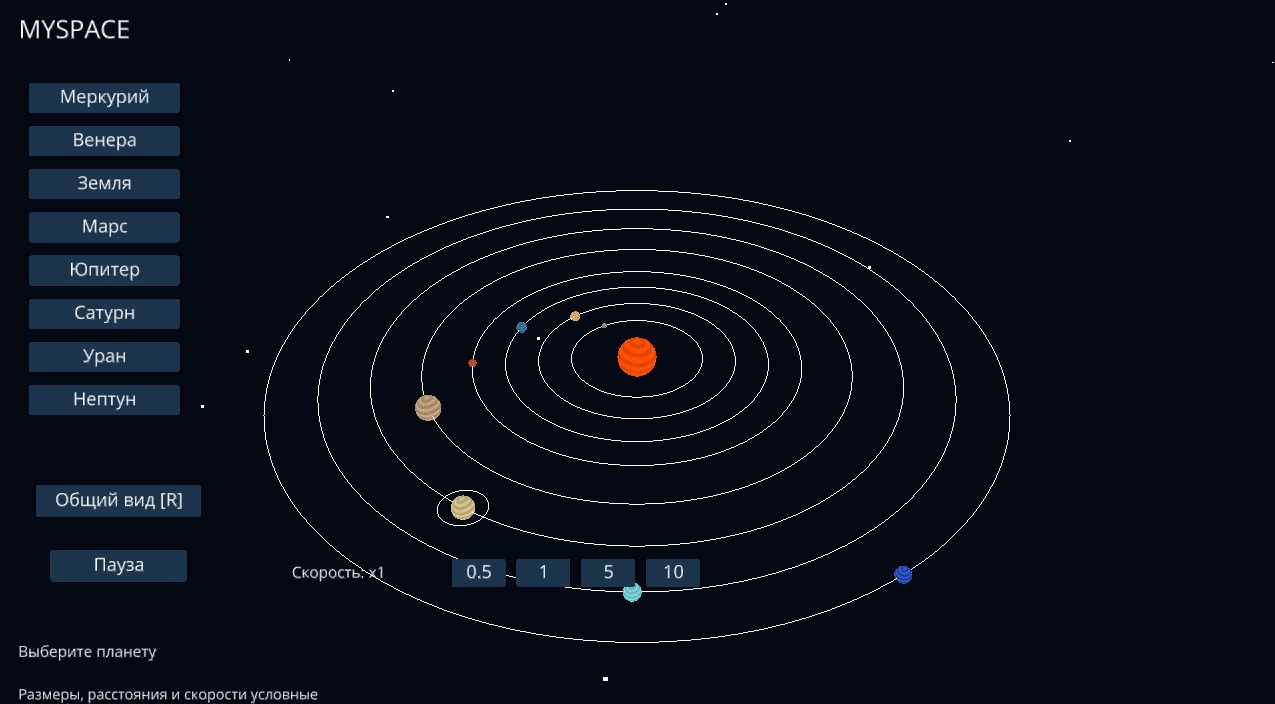 MYSPACE
Меркурий
Венера
Земля
Марс
Юпитер
Сатурн
Уран
Нептун
Общий вид [R]
Пауза
Скорость: x1 0.5 1 5 10
Выберите планету
Размеры, расстояния и скорости условные